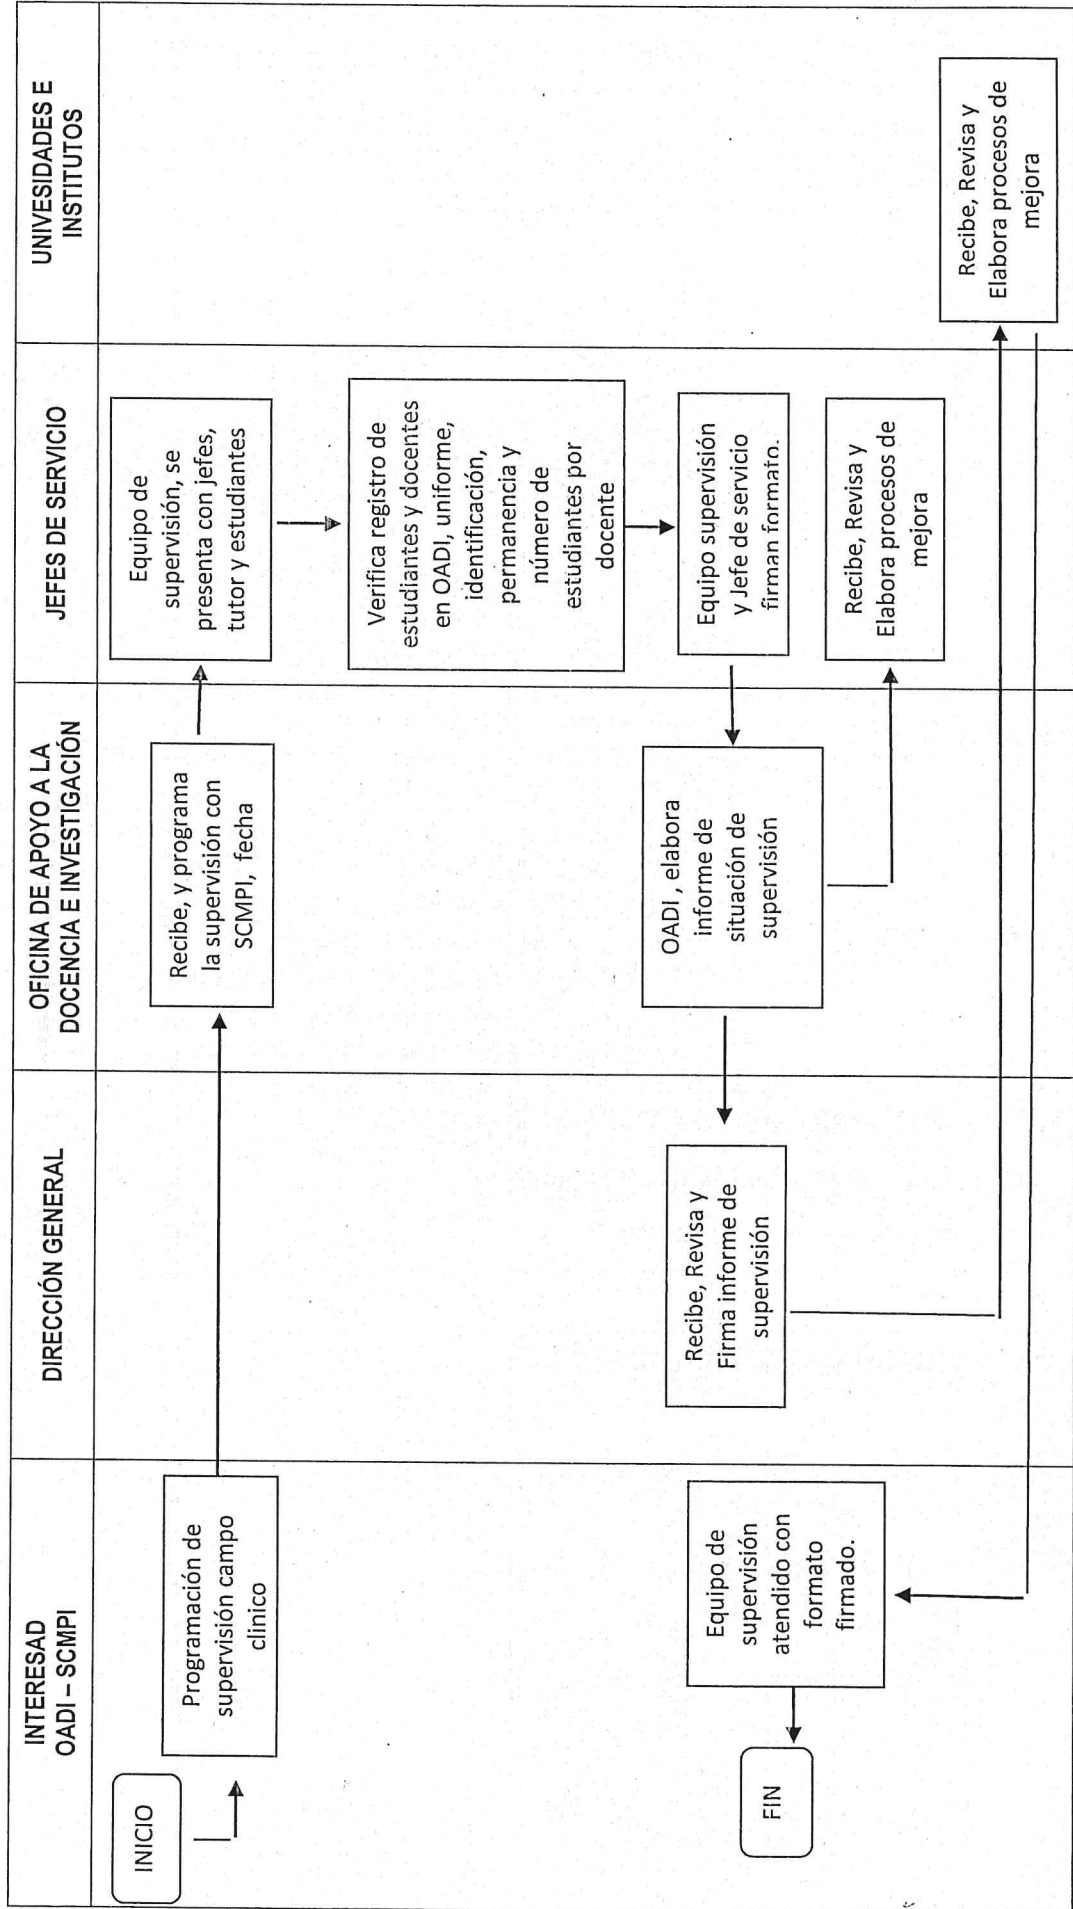 INTERESAD
OADI – SCMPI
DIRECCIÓN GENERAL
OFICINA DE APOYO A LA
DOCENCIA E INVESTIGACIÓN
JEFES DE SERVICIO
UNIVESIDADES E
INSTITUTOS
INICIO
Programación de
supervisión campo
clinico
Recibe, y programa
la supervisión con
SCMPI, fecha
Equipo de
supervisión, se
presenta con jefes,
tutor y estudiantes
Verifica registro de
estudiantes y docentes
en OADI, uniforme,
identificación,
permanencia y
número de
estudiantes por
docente
Equipo supervisión
y Jefe de servicio
firman formato.
OADI , elabora
informe de
situación de
supervisión
Recibe, Revisa y
Elabora procesos de
mejora
Recibe, Revisa y
Firma informe de
supervisión
Recibe, Revisa y
Elabora procesos de
mejora
Equipo de
supervisión
atendido con
formato
firmado.
FIN